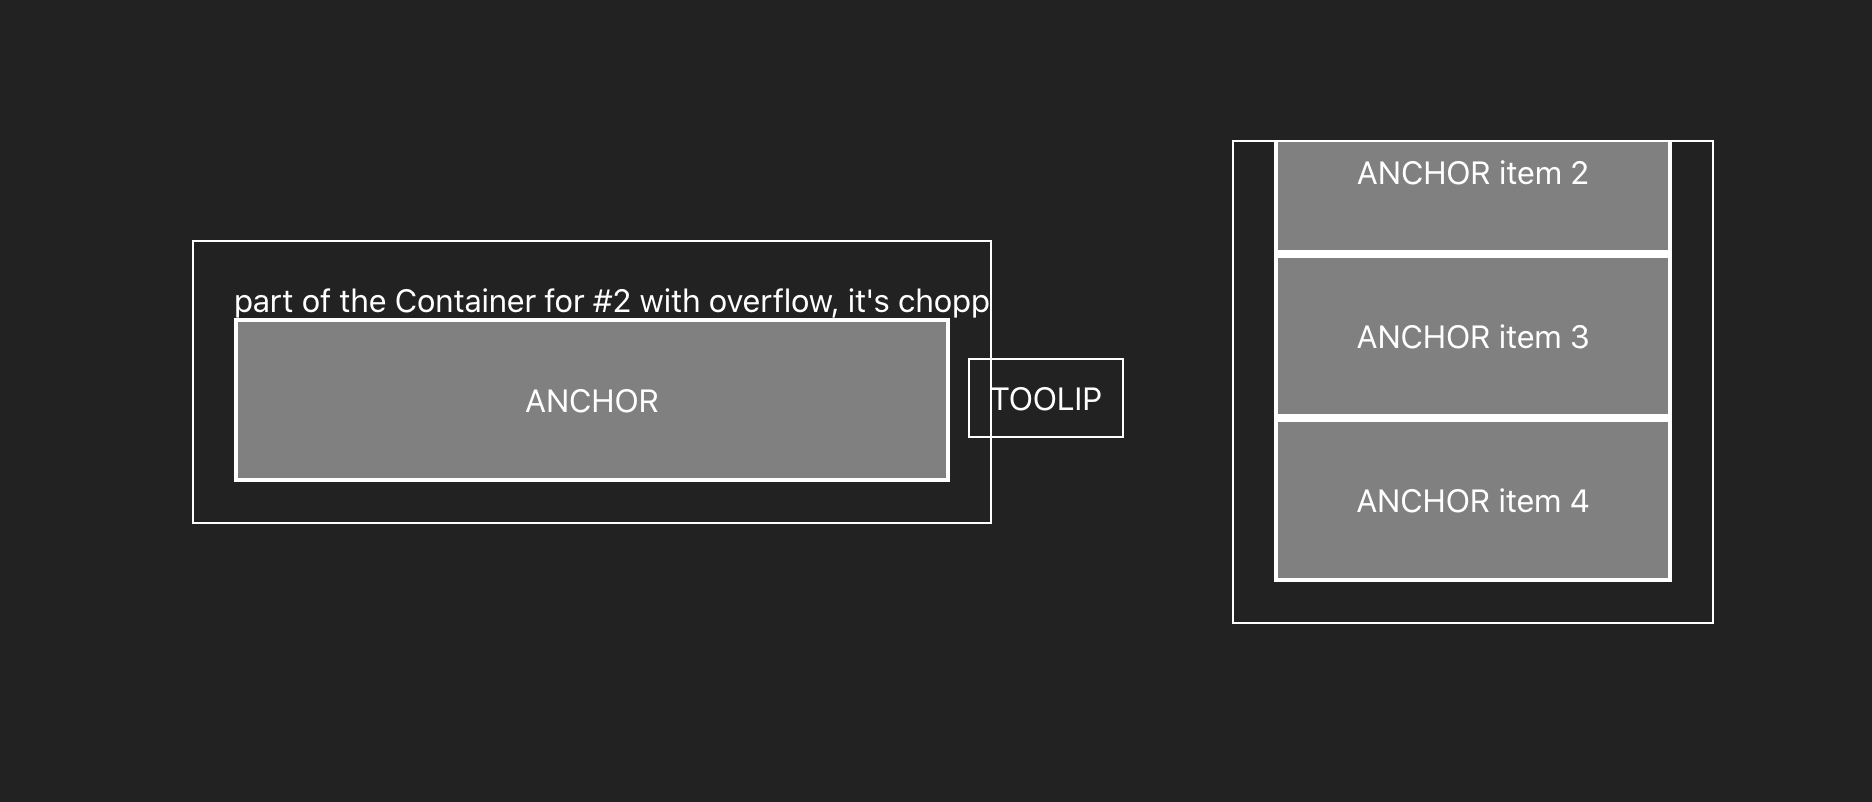 part of the Container for #2 with overflow, it's chopp
ANCHOR
TOOLIP
ANCHOR item 2
ANCHOR item 3
ANCHOR item 4